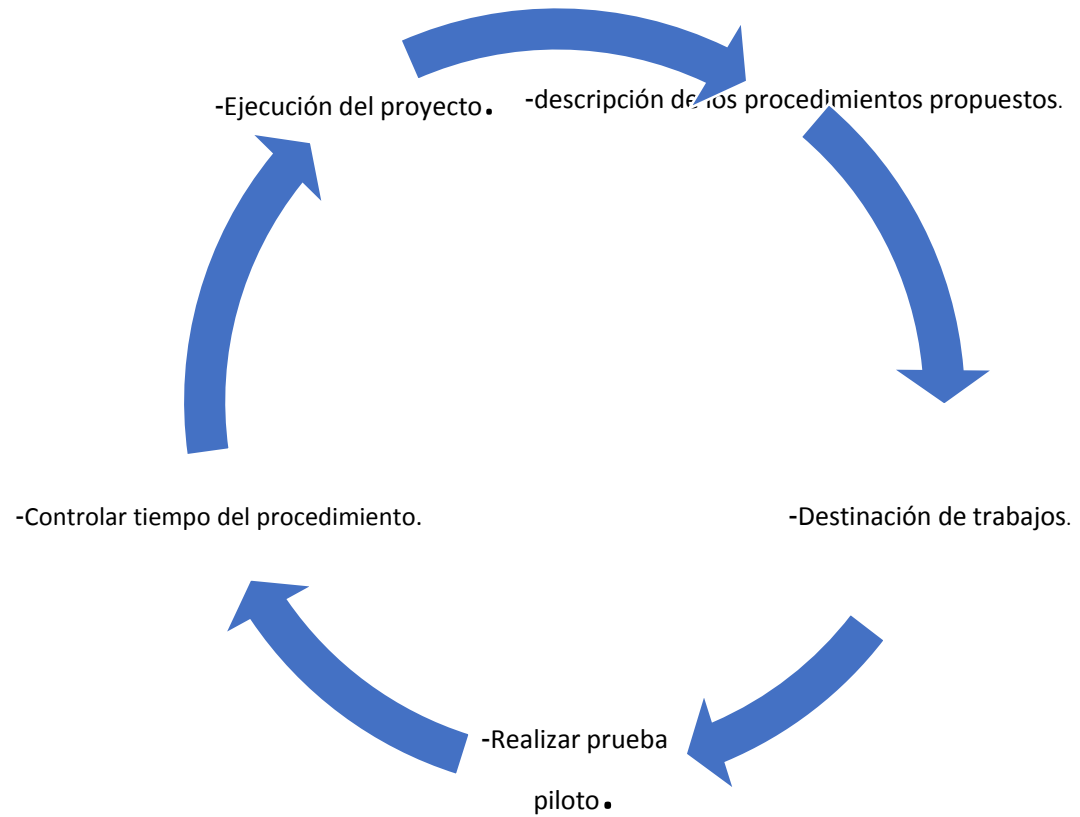 -Ejecución del proyecto.
-descripción de los procedimientos propuestos.
-Controlar tiempo del procedimiento.
-Destinación de trabajos.
-Realizar prueba
piloto.